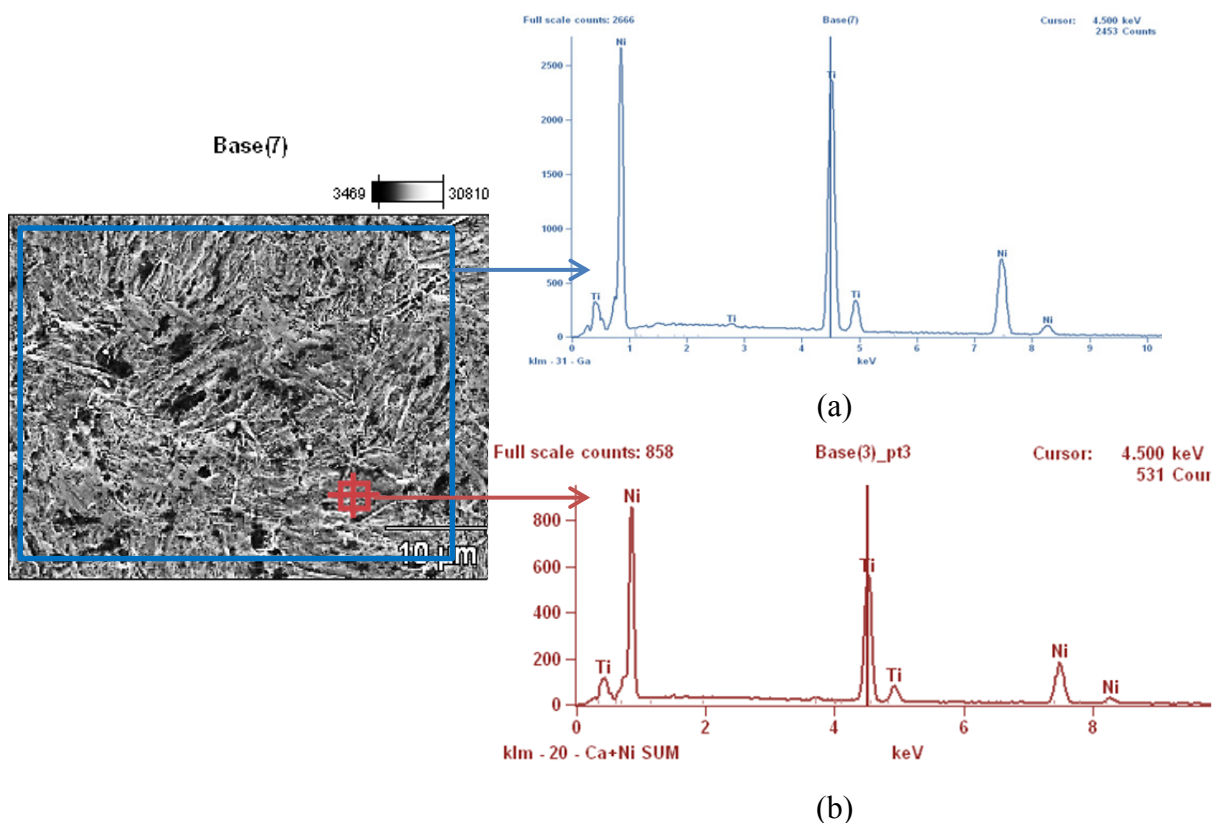 Base(7)
3469
30810
10 µm
Full scale counts: 2666
Base(7)
Cursor: 4.500 keV
2453 Counts
Ni
Ti
Ti
Ti
Ti
Ni
Ni
2500
2000
1500
1000
500
0
0 1 2 3 4 5 6 7 8 9 10
klm - 31 - Ga
keV
(a)
Full scale counts: 858
Base(3)_pt3
Cursor: 4.500 keV
531 Cour
Ni
Ti
Ti
Ti
Ni
Ni
800
600
400
200
0
0 2 4 6 8
klm - 20 - Ca+Ni SUM
keV
(b)